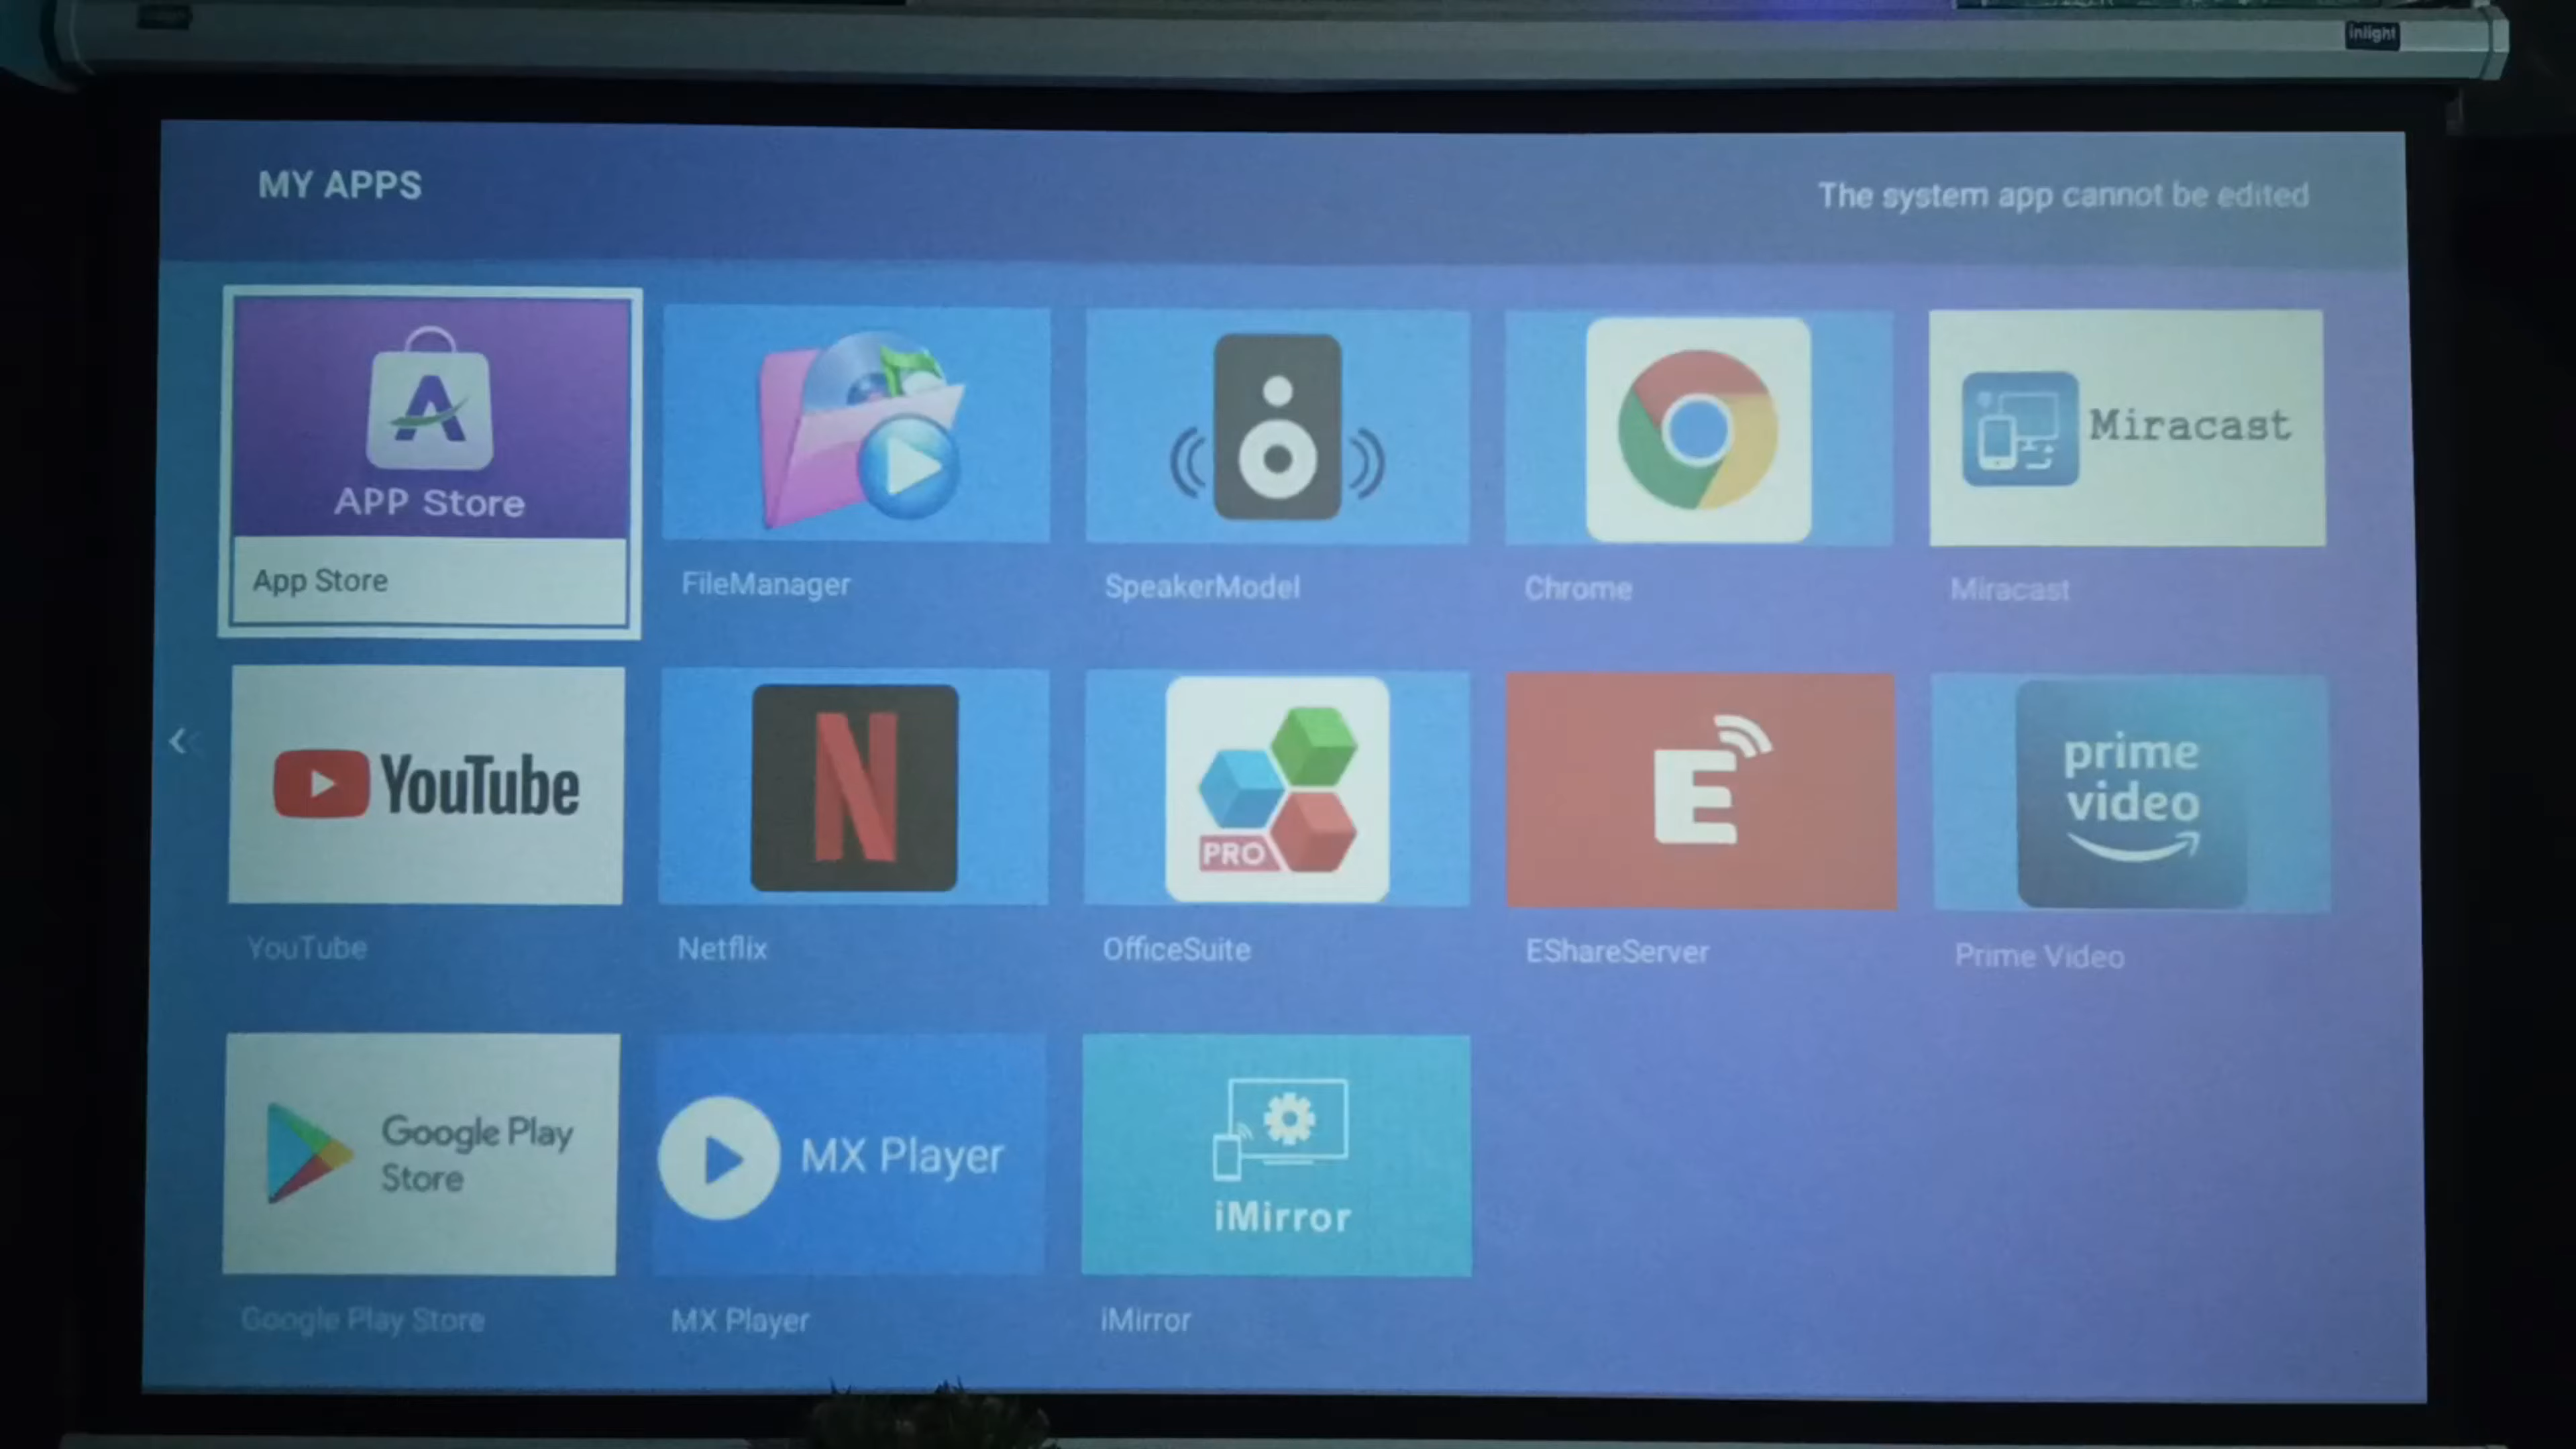 inlight
MY APPS
The system app cannot be edited
A
APP Store
App Store
FileManager
SpeakerModel
Chrome
Miracast
Miracast
YouTube
YouTube
N
Netflix
PRO
OfficeSuite
E
EShareServer
prime
video
Prime Video
Google Play
Store
Google Play Store
MX Player
MX Player
iMirror
iMirror